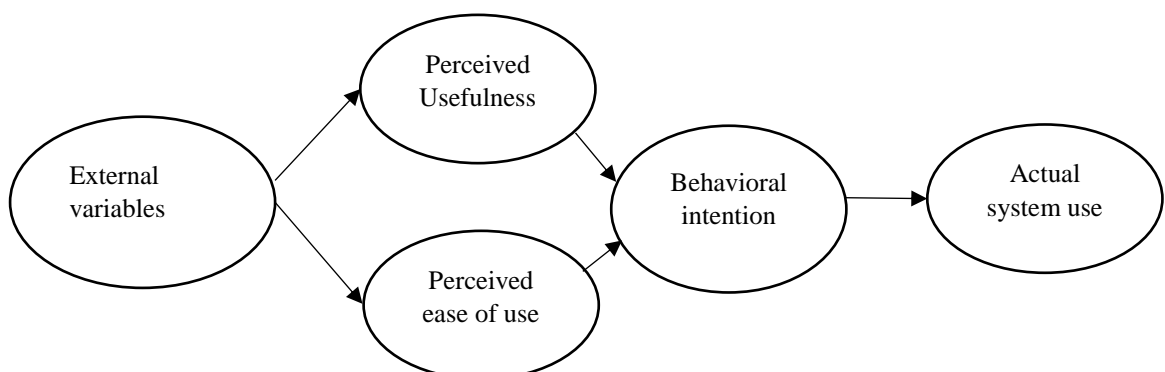 Perceived
Usefulness
External
variables
Behavioral
intention
Actual
system use
Perceived
ease of use